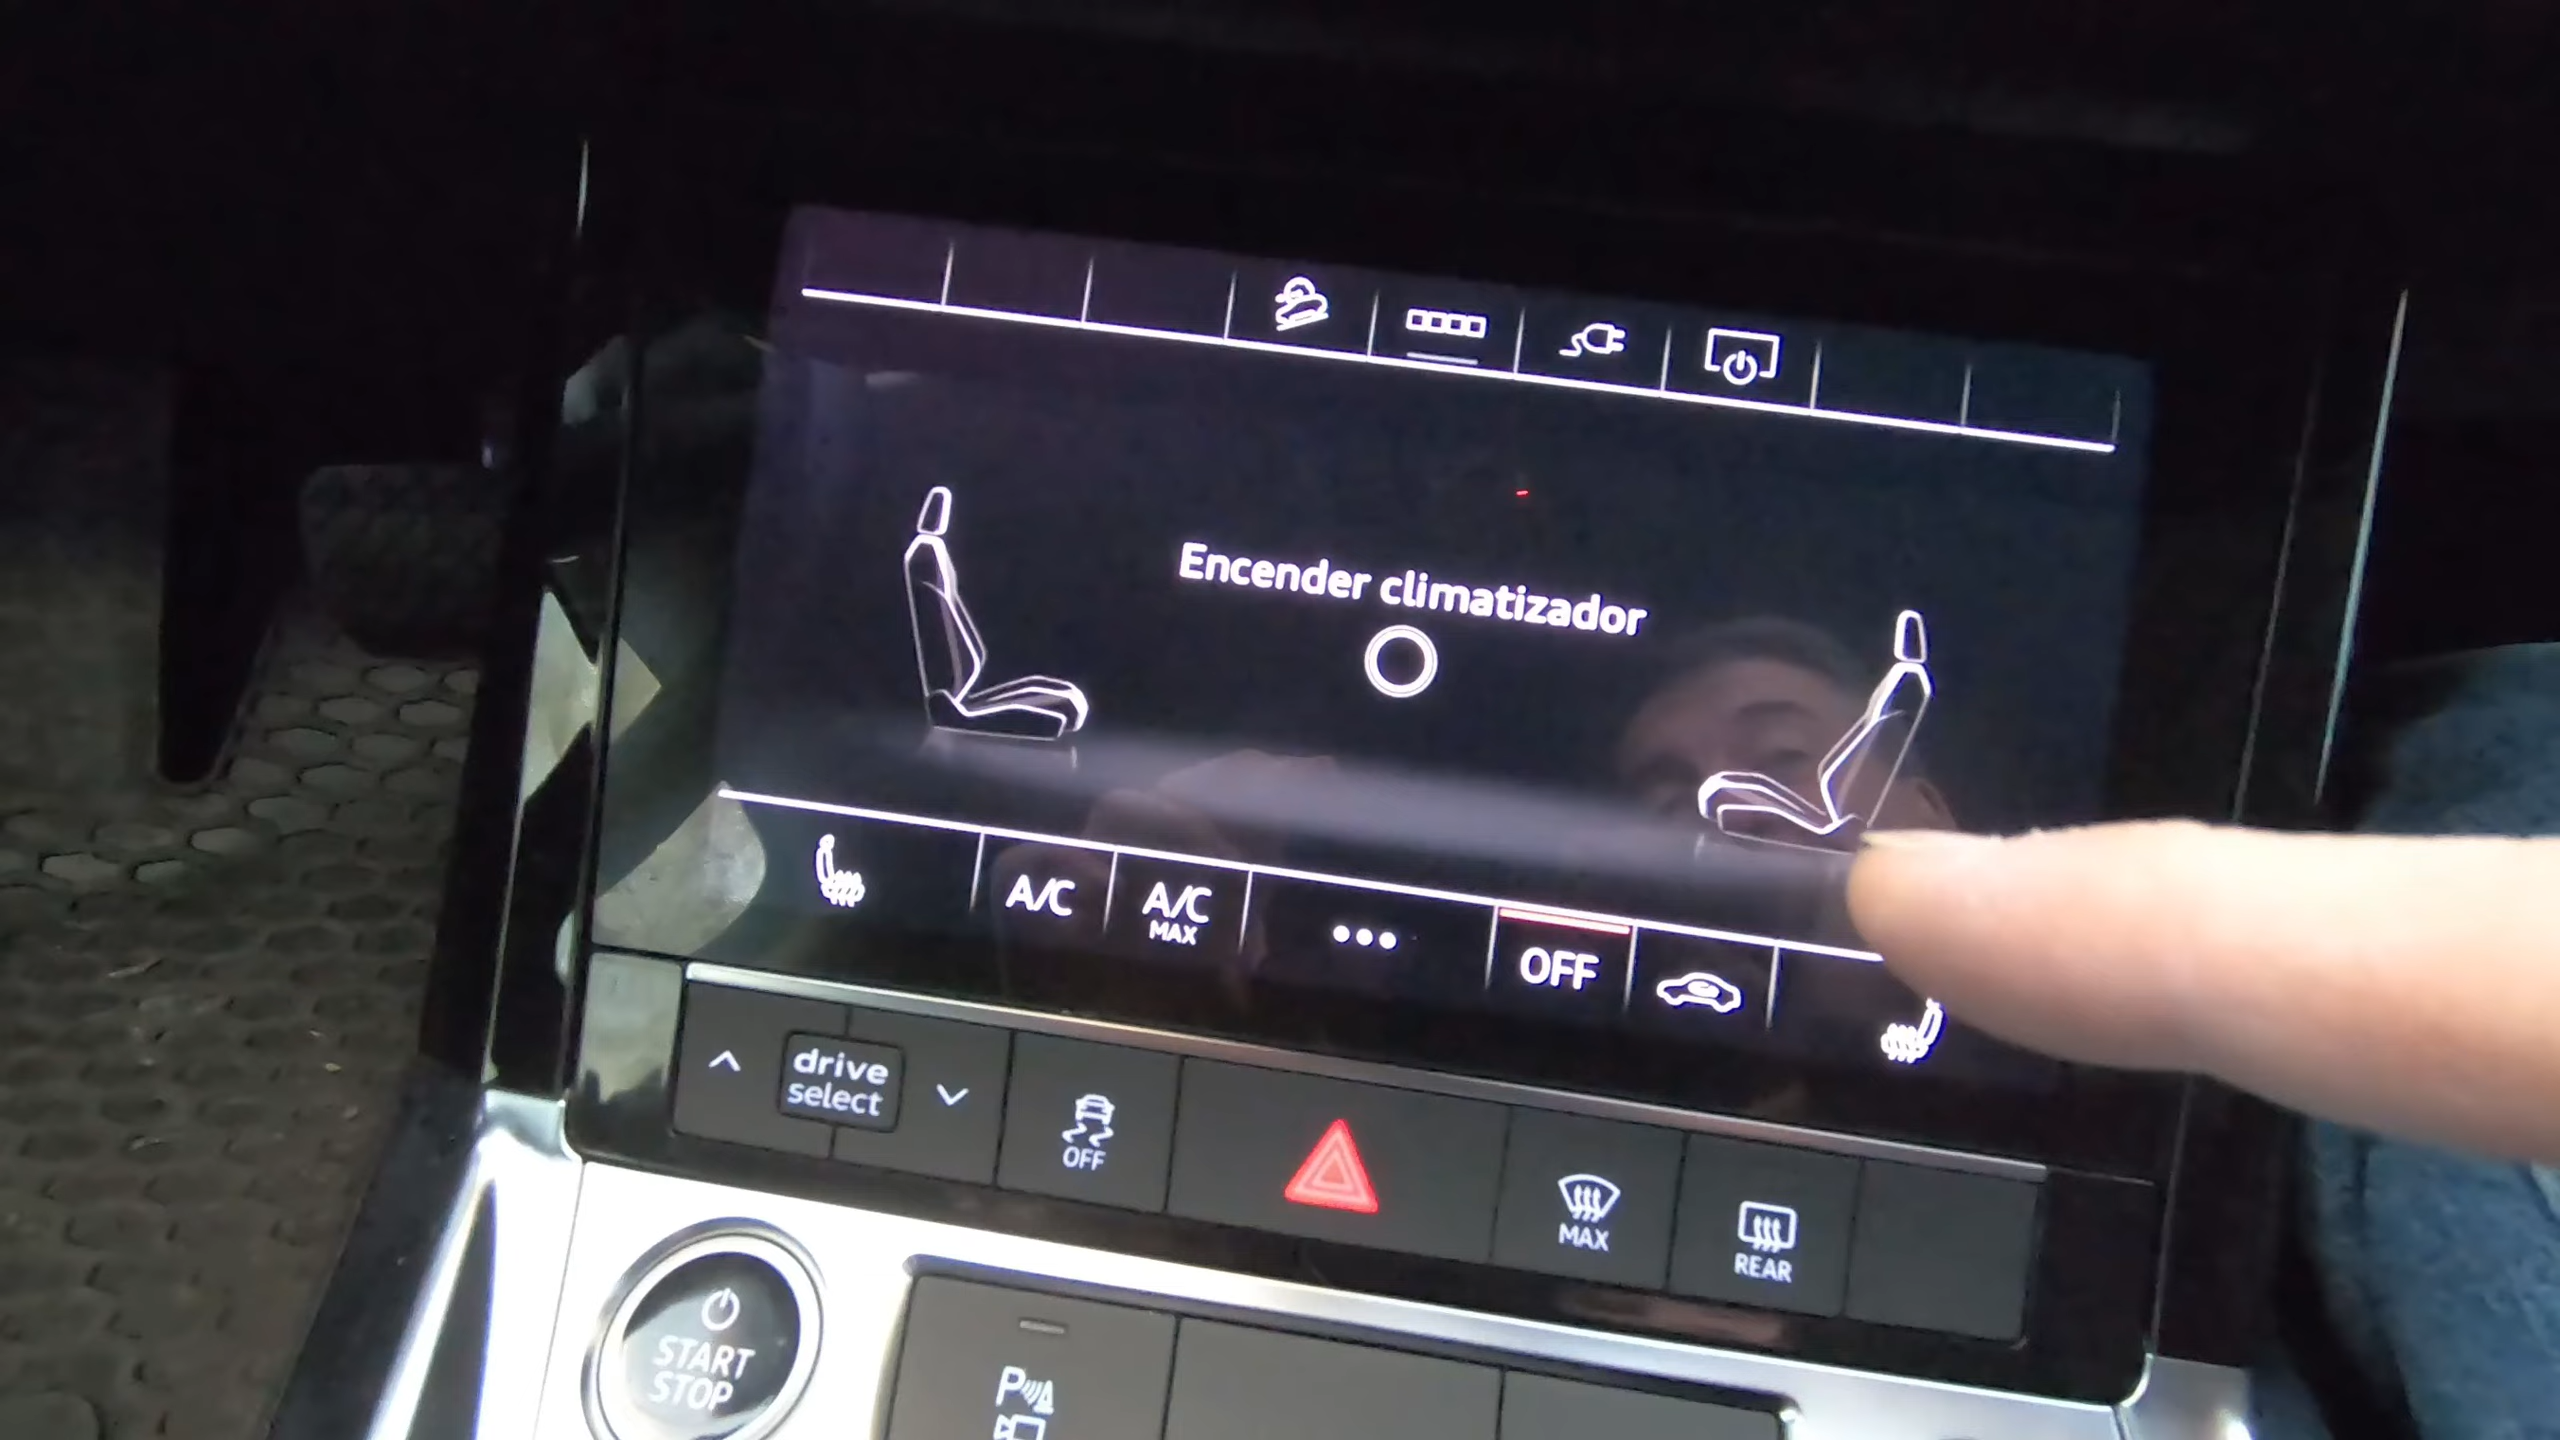 Encender climatizador
A/C
A/C
MAX
OFF
drive
select
OFF
MAX
REAR
START
STOP
P